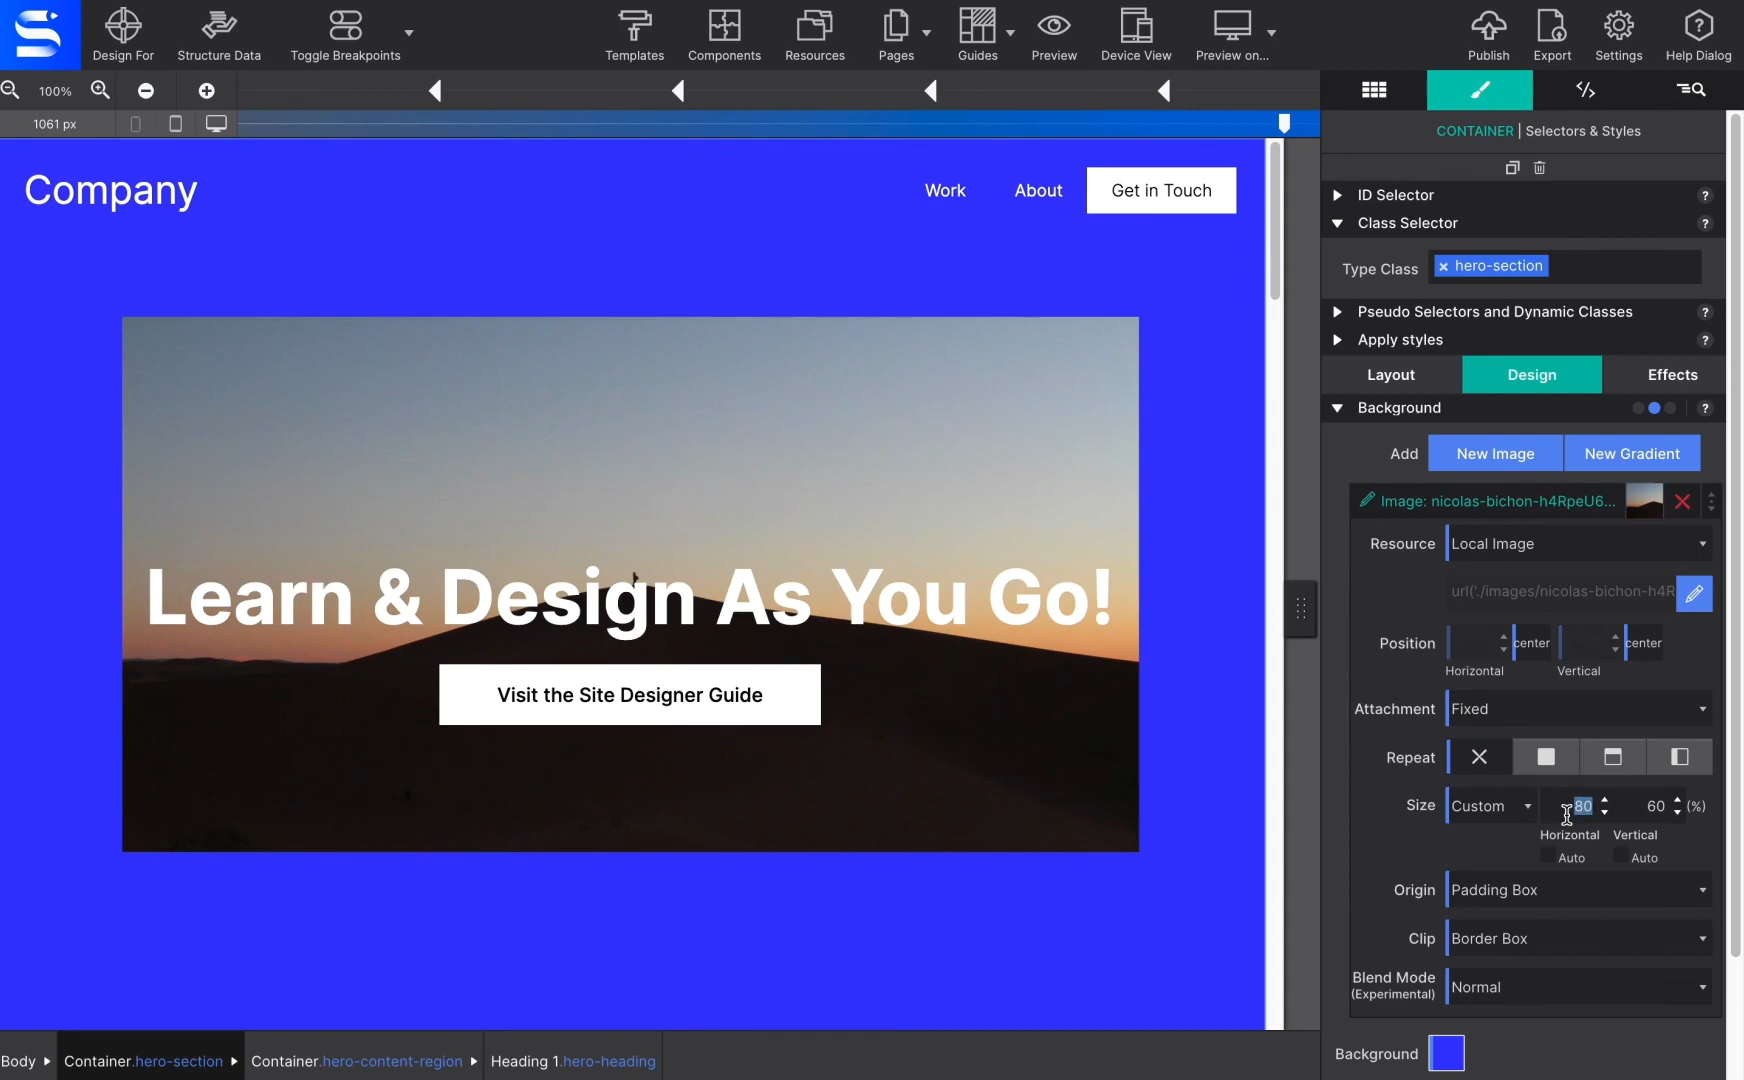 Design For
Structure Data
Toggle Breakpoints
Templates
Components
Resources
Pages
Guides
Preview
Device View
Preview on...
Publish
Export
Settings
Help Dialog
100%
1061 px
CONTAINER | Selectors & Styles
ID Selector ?
Class Selector ?
Type Class × hero-section
Pseudo Selectors and Dynamic Classes ?
Apply styles ?
Layout Design Effects
Background ?
Add New Image New Gradient
Image: nicolas-bichon-h4RpeU6...
Resource Local Image
url('./images/nicolas-bichon-h4R
Position center center
Horizontal Vertical
Attachment Fixed
Repeat
Size Custom 80 60 (%)
Horizontal Vertical
Auto Auto
Origin Padding Box
Clip Border Box
Blend Mode
(Experimental) Normal
Background
Company
Work About Get in Touch
Learn & Design As You Go!
Visit the Site Designer Guide
Body Container.hero-section Container.hero-content-region Heading 1.hero-heading